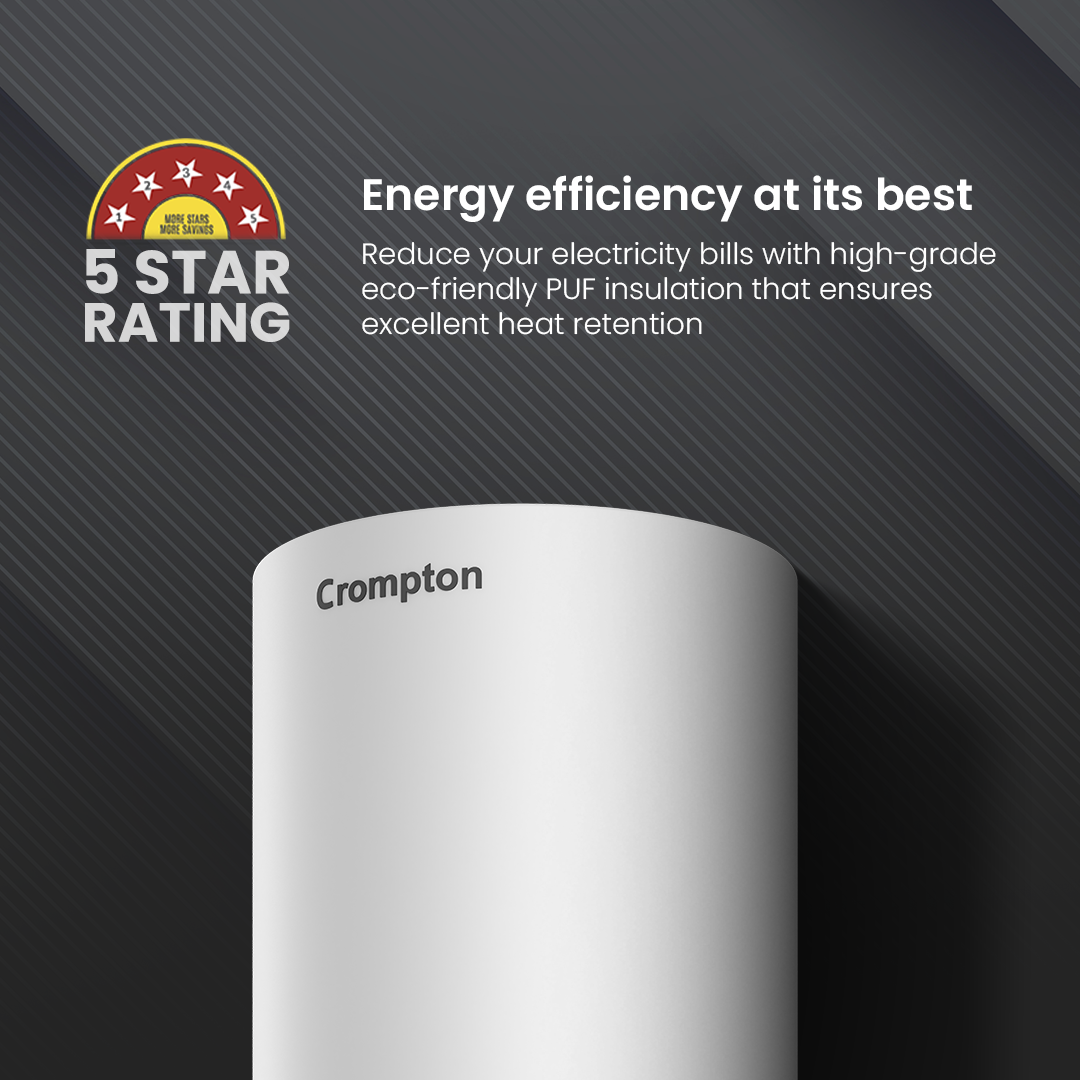 1 2 3 4 5
MORE STARS
MORE SAVINGS
5 STAR
RATING
Energy efficiency at its best
Reduce your electricity bills with high-grade
eco-friendly PUF insulation that ensures
excellent heat retention
Crompton